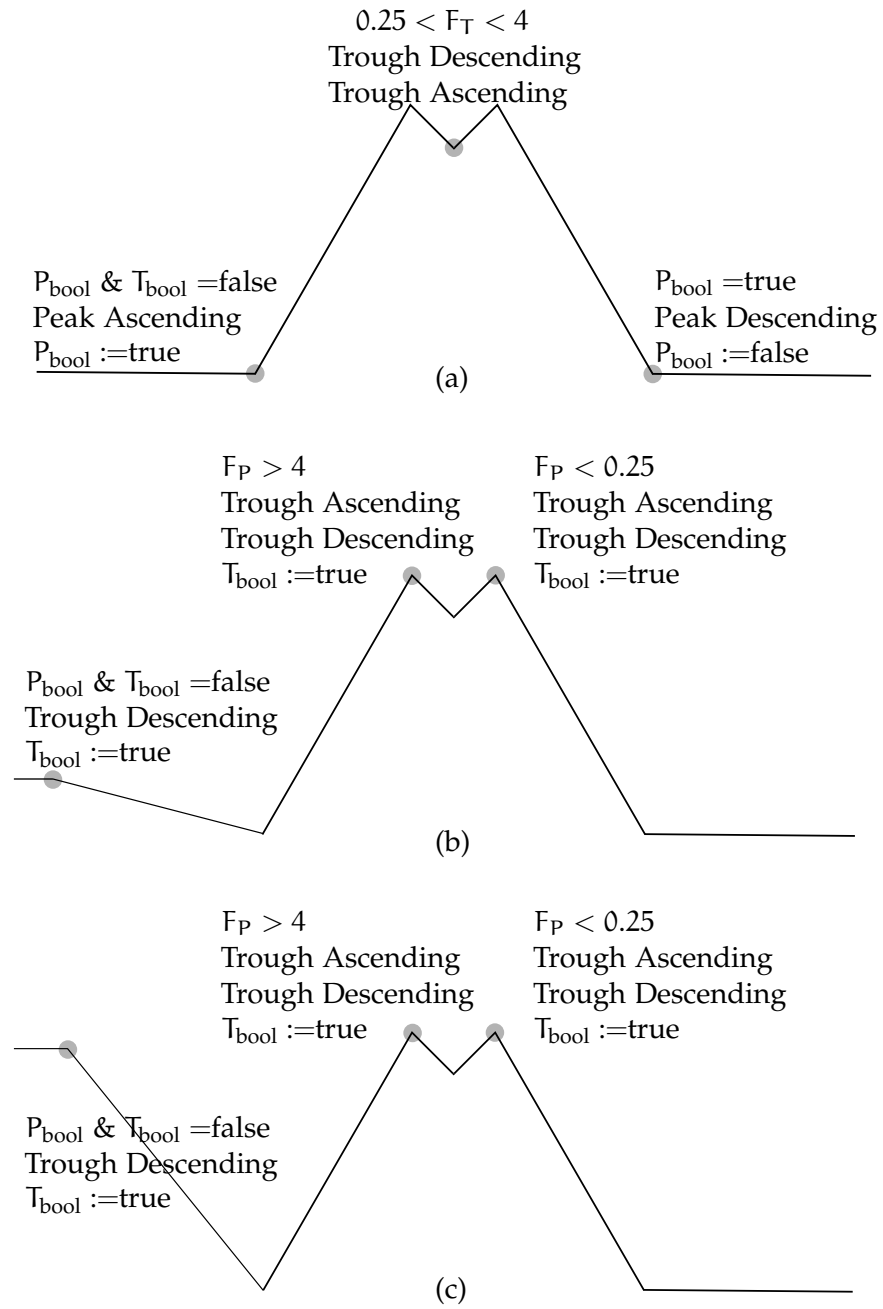 0.25 < F_T < 4
Trough Descending
Trough Ascending
P_bool & T_bool =false
Peak Ascending
P_bool :=true
P_bool =true
Peak Descending
P_bool :=false
(a)
F_P > 4
Trough Ascending
Trough Descending
T_bool :=true
F_P < 0.25
Trough Ascending
Trough Descending
T_bool :=true
P_bool & T_bool =false
Trough Descending
T_bool :=true
(b)
F_P > 4
Trough Ascending
Trough Descending
T_bool :=true
F_P < 0.25
Trough Ascending
Trough Descending
T_bool :=true
P_bool & T_bool =false
Trough Descending
T_bool :=true
(c)